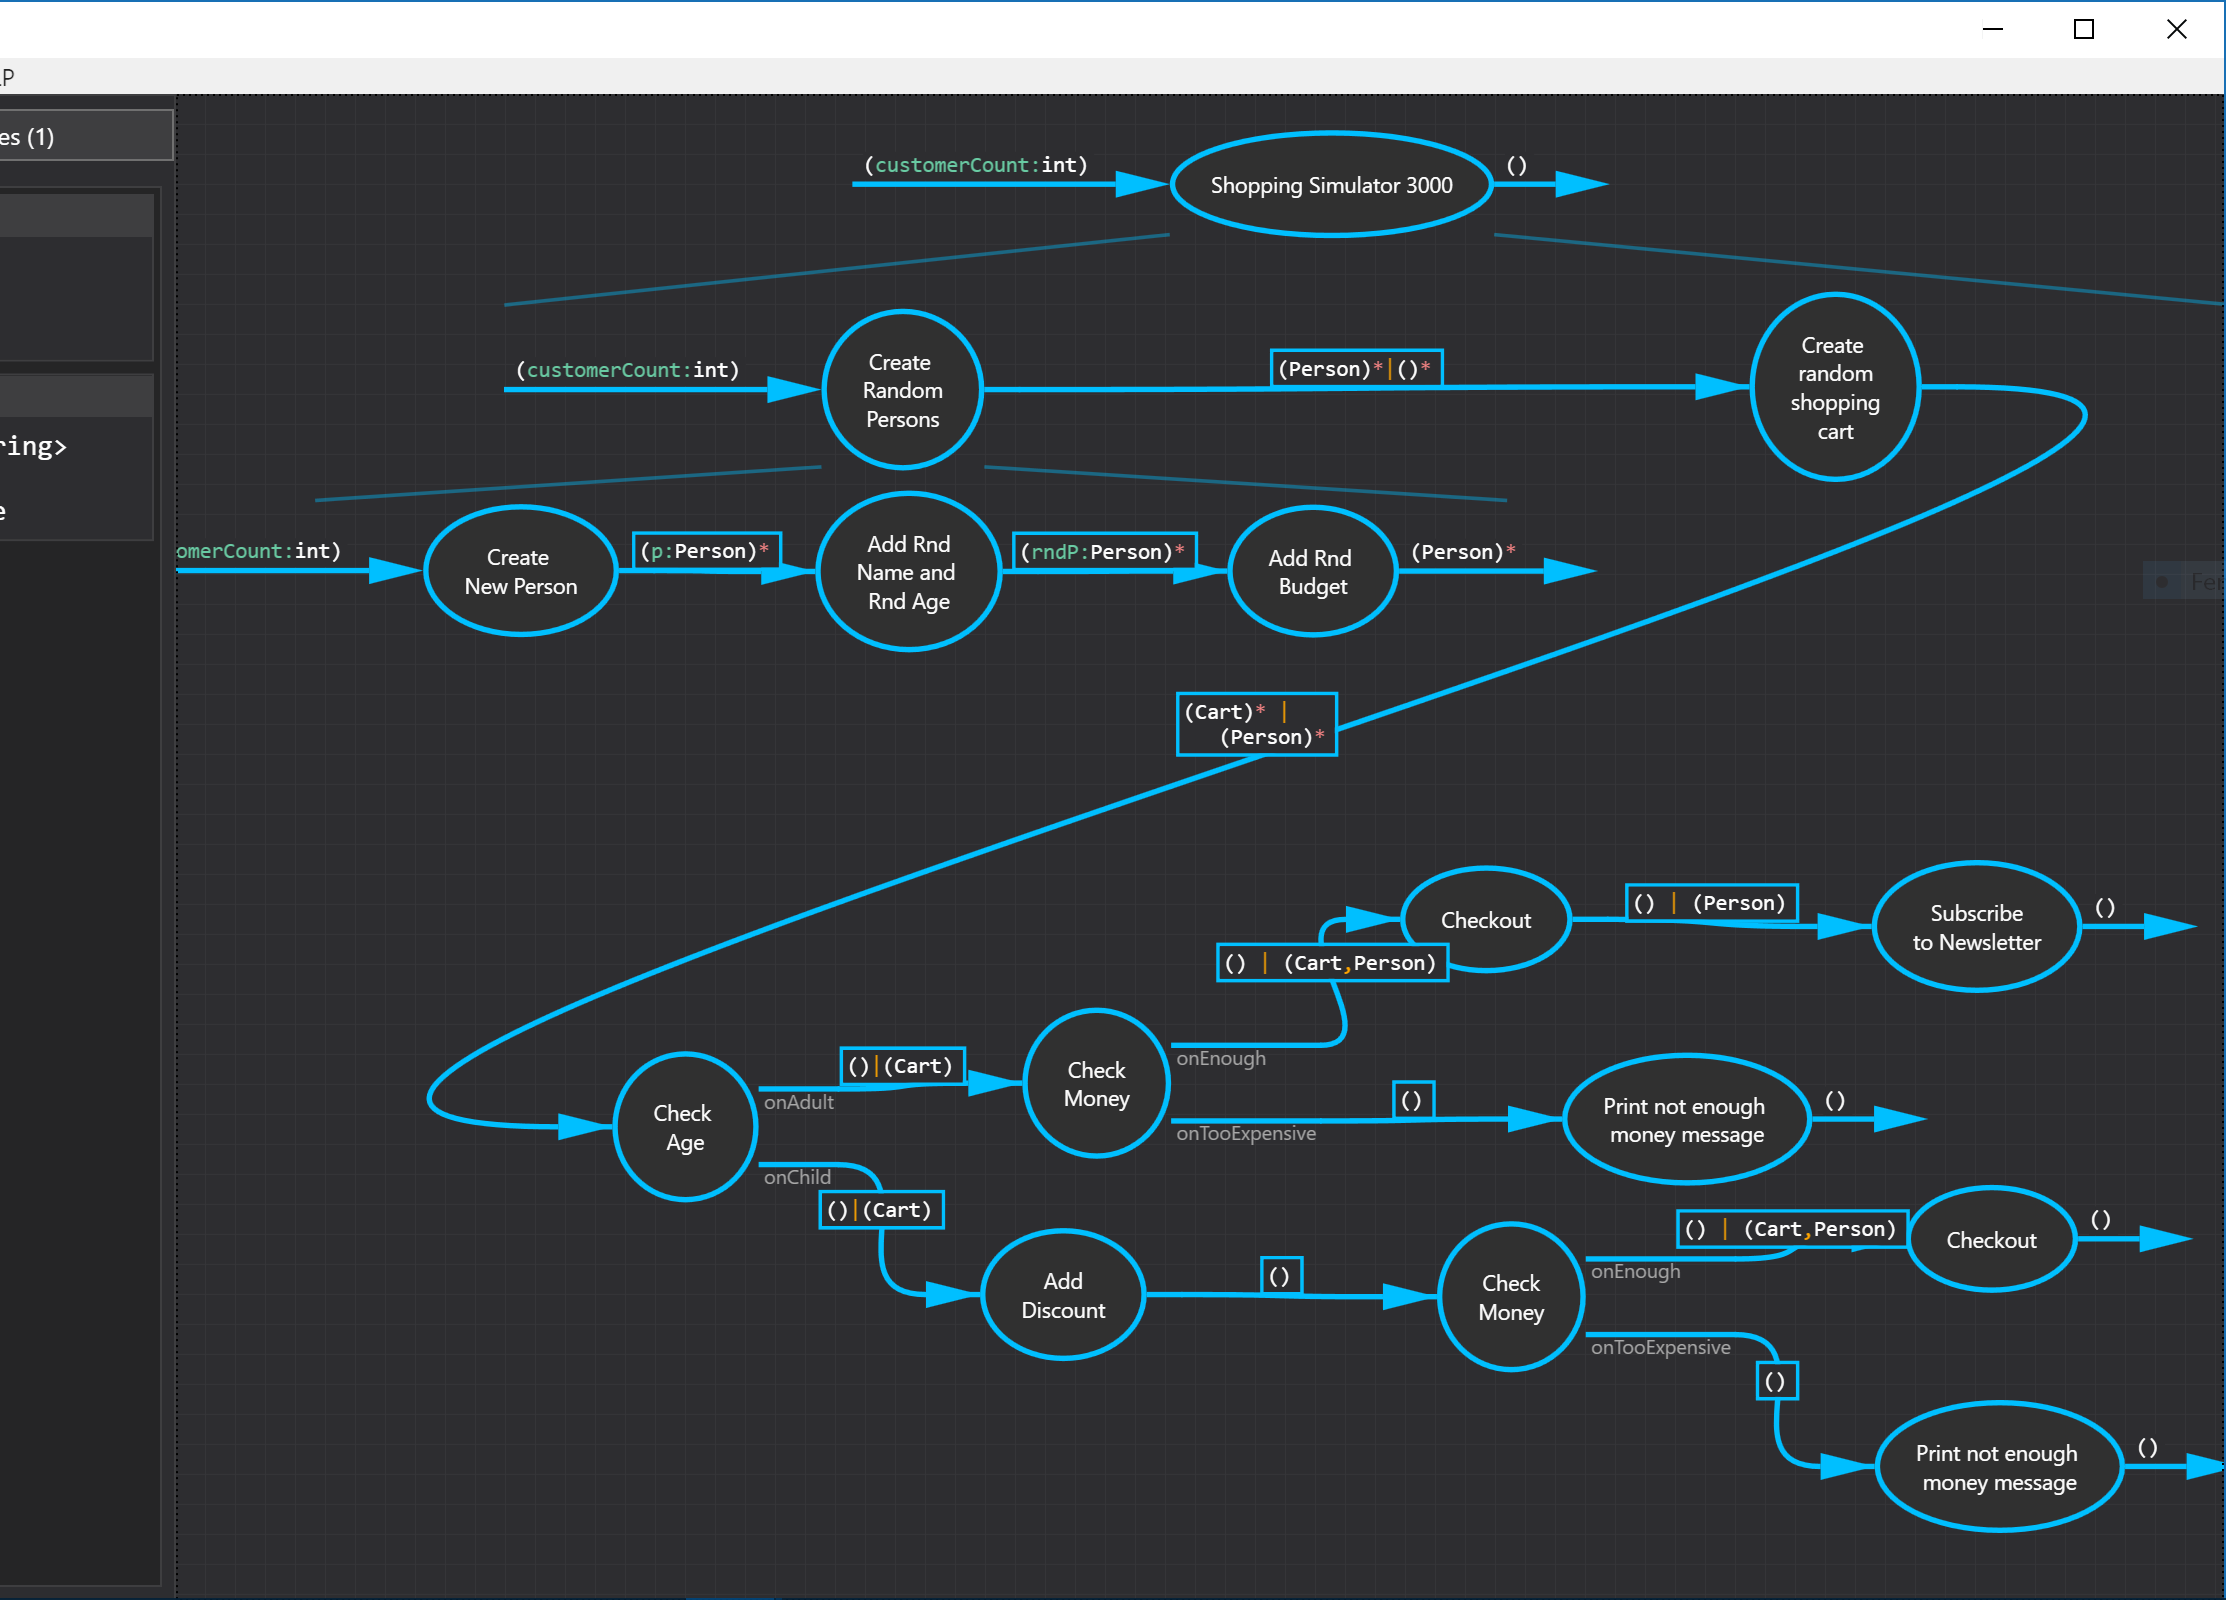 P
es (1)
ring>
e
(customerCount:int)
Shopping Simulator 3000
()
(customerCount:int)
Create
Random
Persons
(Person)*|()*
Create
random
shopping
cart
omerCount:int)
Create
New Person
(p:Person)*
Add Rnd
Name and
Rnd Age
(rndP:Person)*
Add Rnd
Budget
(Person)*
Fer
(Cart)* |
(Person)*
Checkout
() | (Person)
Subscribe
to Newsletter
()
() | (Cart,Person)
Check
Age
onAdult
()|(Cart)
Check
Money
onEnough
onTooExpensive
()
Print not enough
money message
()
onChild
()|(Cart)
Add
Discount
()
Check
Money
onEnough
() | (Cart,Person)
Checkout
()
onTooExpensive
()
Print not enough
money message
()